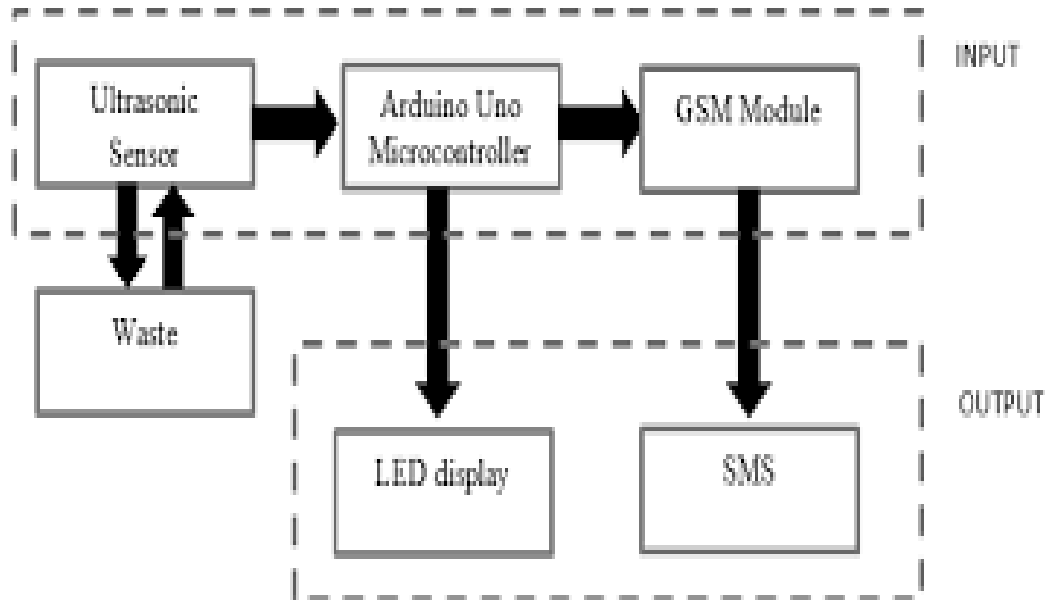 INPUT
Ultrasonic
Sensor
Arduino Uno
Microcontroller
GSM Module
Waste
OUTPUT
LED display
SMS